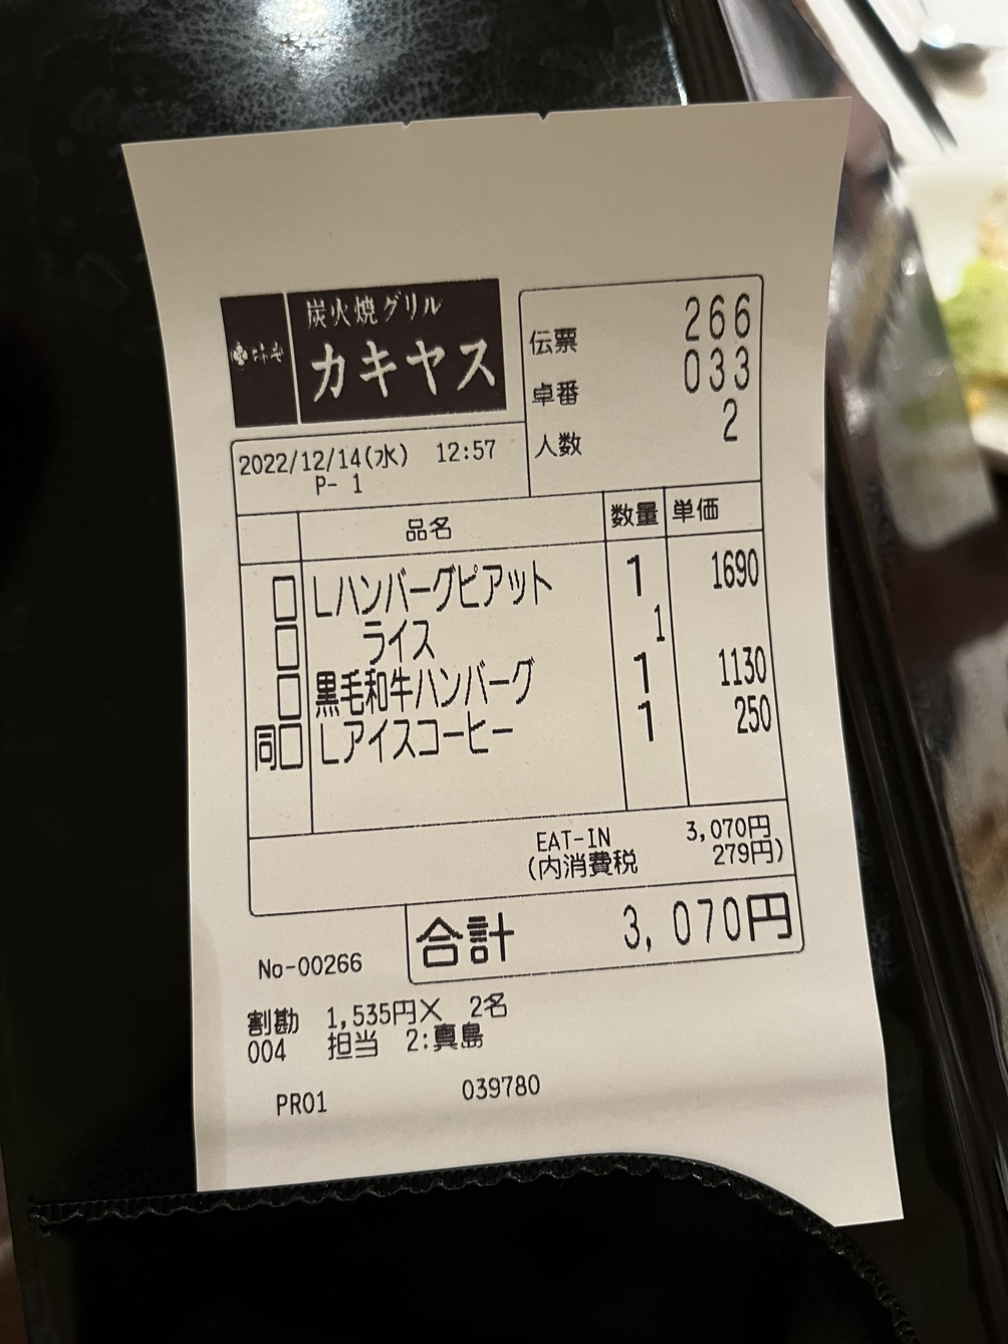 炭火焼グリル
カキヤス
伝票 266
卓番 033
人数 2
2022/12/14(水) 12:57
P- 1
品名 数量 単価
□ Lハンバーグピアット 1 1690
□ ライス 1
□ 黒毛和牛ハンバーグ 1 1130
同□ Lアイスコーヒー 1 250
EAT-IN 3,070円
(内消費税 279円)
合計 3,070円
No-00266
割勘 1,535円× 2名
004 担当 2:真島
PR01 039780